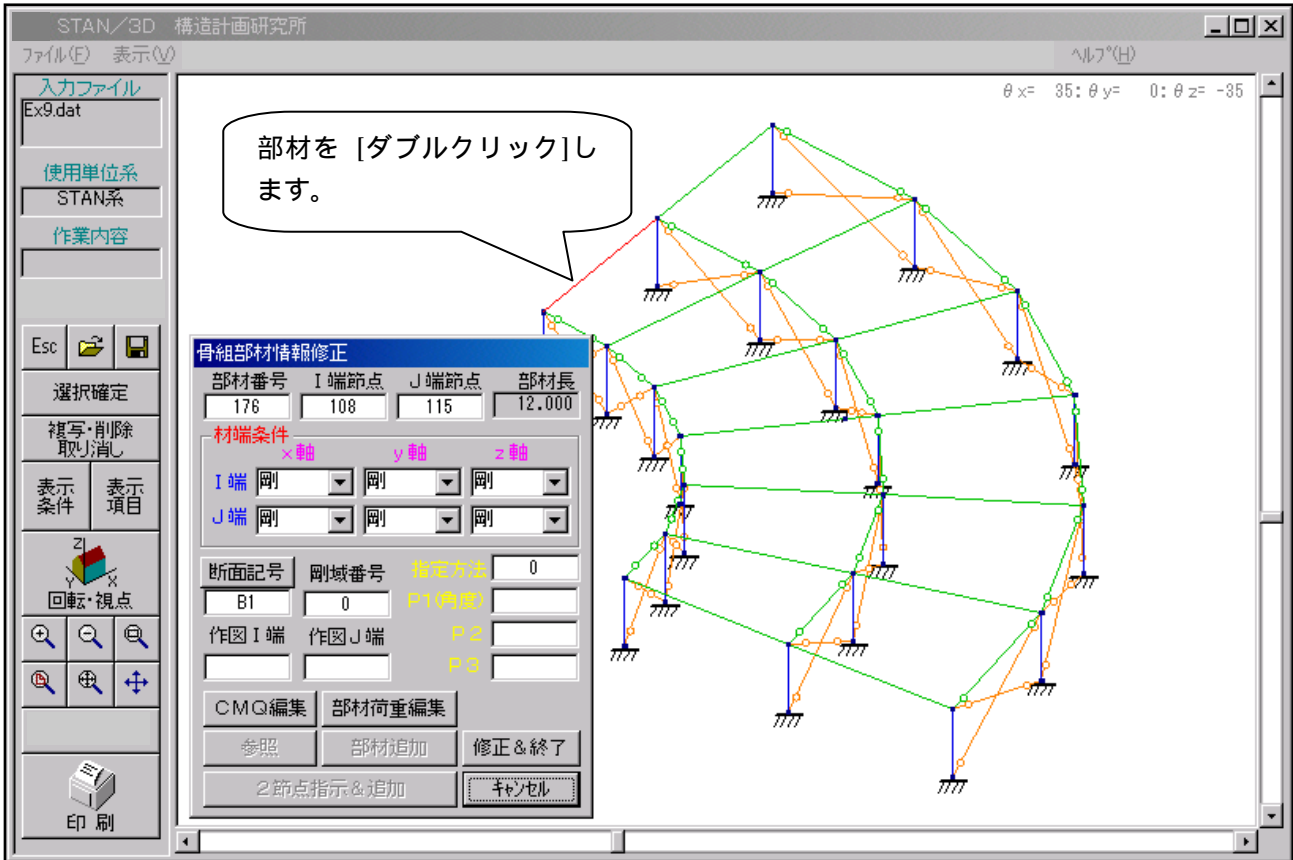 STAN／3D 構造計画研究所
ファイル(F) 表示(V) ヘルプ(H)
入力ファイル
Ex9.dat
使用単位系
STAN系
作業内容
Esc
選択確定
複写・削除
取り消し
表示
条件
表示
項目
Z
Y X
回転・視点
印 刷
θx= 35:θy= 0:θz= -35
部材を [ダブルクリック]し
ます。
骨組部材情報修正
部材番号 I 端節点 J 端節点 部材長
176 108 115 12.000
材端条件
x 軸 y 軸 z 軸
I 端 剛 剛 剛
J 端 剛 剛 剛
断面記号 剛域番号 指定方法 0
B1 0 P1(角度)
作図 I 端 作図 J 端 P2
P3
CMQ編集 部材荷重編集
参照 部材追加 修正＆終了
2節点指示＆追加 キャンセル